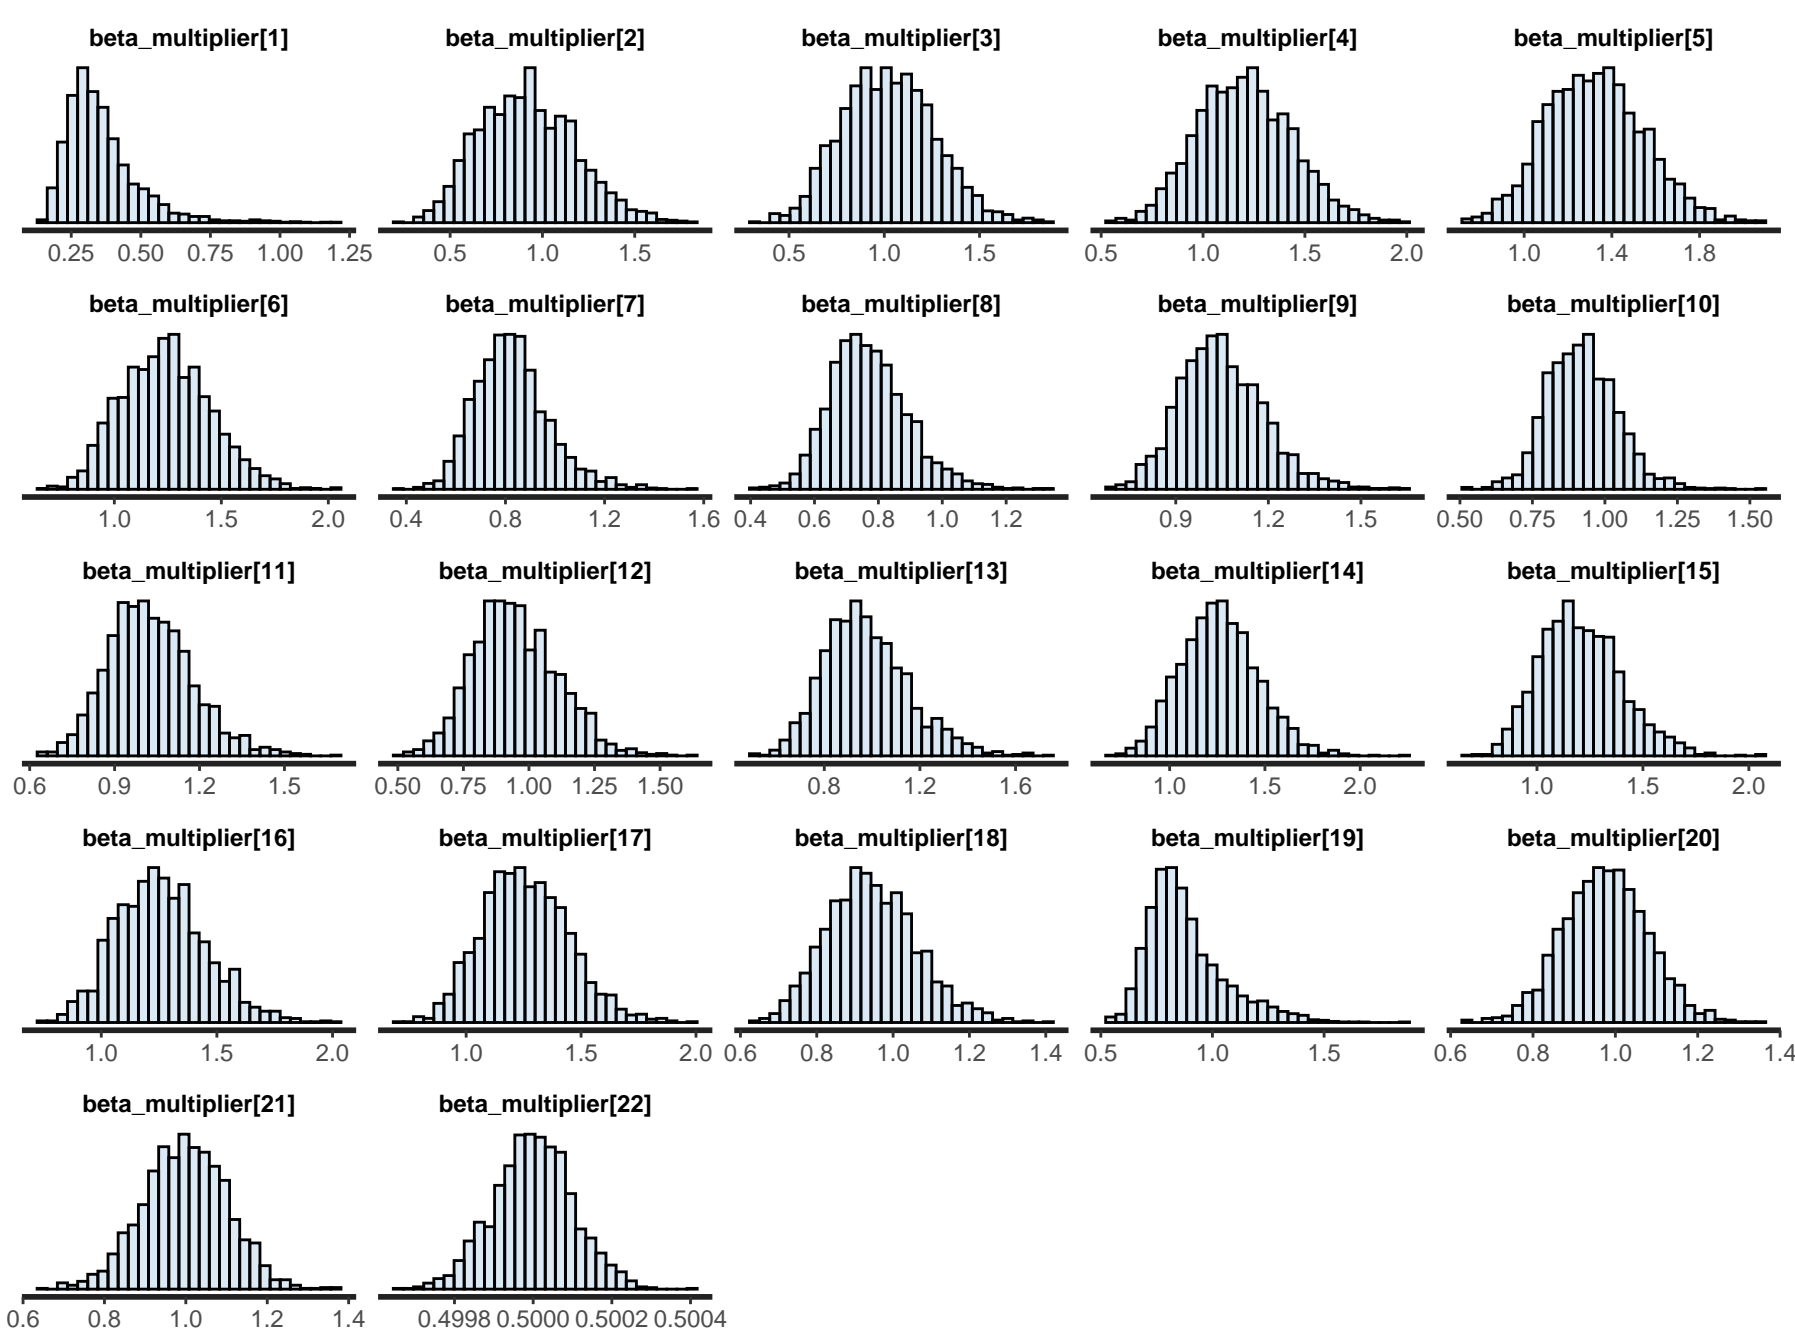 beta_multiplier[1] beta_multiplier[2] beta_multiplier[3] beta_multiplier[4] beta_multiplier[5]
0.25 0.50 0.75 1.00 1.25 0.5 1.0 1.5 0.5 1.0 1.5 0.5 1.0 1.5 2.0 1.0 1.4 1.8
beta_multiplier[6] beta_multiplier[7] beta_multiplier[8] beta_multiplier[9] beta_multiplier[10]
1.0 1.5 2.0 0.4 0.8 1.2 1.6 0.4 0.6 0.8 1.0 1.2 0.9 1.2 1.5 0.50 0.75 1.00 1.25 1.50
beta_multiplier[11] beta_multiplier[12] beta_multiplier[13] beta_multiplier[14] beta_multiplier[15]
0.6 0.9 1.2 1.5 0.50 0.75 1.00 1.25 1.50 0.8 1.2 1.6 1.0 1.5 2.0 1.0 1.5 2.0
beta_multiplier[16] beta_multiplier[17] beta_multiplier[18] beta_multiplier[19] beta_multiplier[20]
1.0 1.5 2.0 1.0 1.5 2.0 0.6 0.8 1.0 1.2 1.4 0.5 1.0 1.5 0.6 0.8 1.0 1.2 1.4
beta_multiplier[21] beta_multiplier[22]
0.6 0.8 1.0 1.2 1.4 0.4998 0.5000 0.5002 0.5004